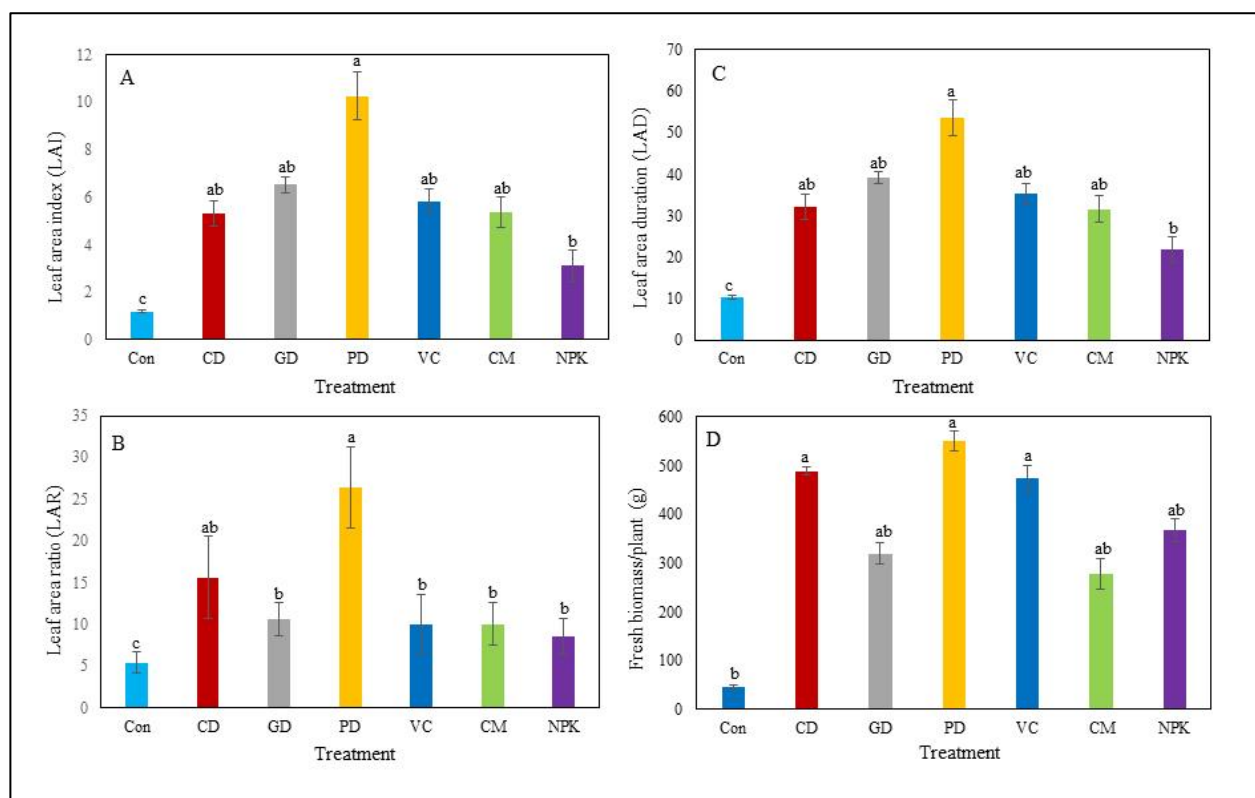 A
Leaf area index (LAI)
12
10
8
6
4
2
0
c
ab
ab
a
ab
ab
b
Con CD GD PD VC CM NPK
Treatment
C
Leaf area duration (LAD)
70
60
50
40
30
20
10
0
c
ab
ab
a
ab
ab
b
Con CD GD PD VC CM NPK
Treatment
B
Leaf area ratio (LAR)
35
30
25
20
15
10
5
0
c
ab
b
a
b
b
b
Con CD GD PD VC CM NPK
Treatment
D
Fresh biomass/plant (g)
600
500
400
300
200
100
0
b
a
ab
a
a
ab
ab
Con CD GD PD VC CM NPK
Treatment